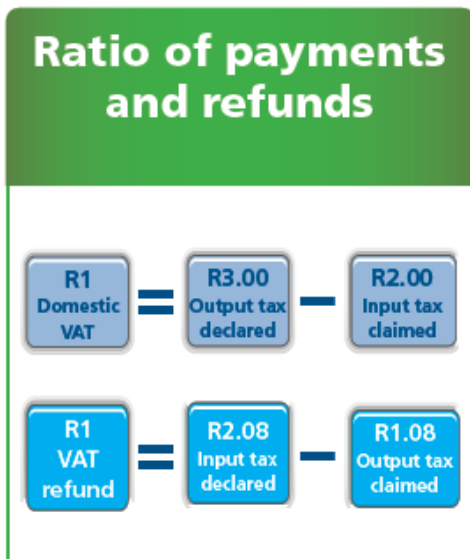 Ratio of payments
and refunds
R1
Domestic
VAT
=
R3.00
Output tax
declared
–
R2.00
Input tax
claimed
R1
VAT
refund
=
R2.08
Input tax
declared
–
R1.08
Output tax
claimed